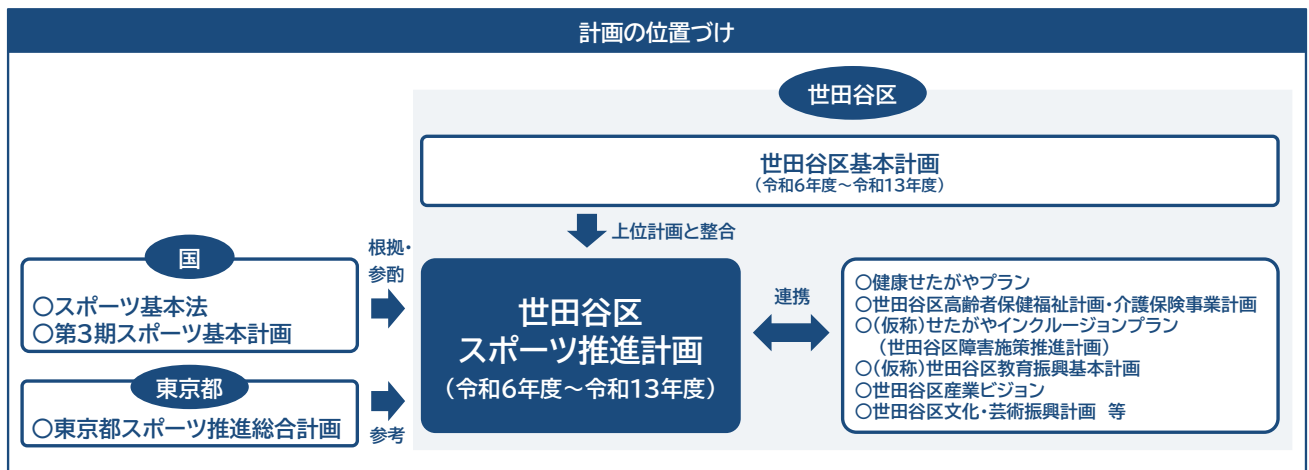 計画の位置づけ
世田谷区
世田谷区基本計画
（令和6年度～令和13年度）
上位計画と整合
国
〇スポーツ基本法
〇第3期スポーツ基本計画
根拠・
参酌
東京都
〇東京都スポーツ推進総合計画
参考
世田谷区
スポーツ推進計画
（令和6年度～令和13年度）
連携
〇健康せたがやプラン
〇世田谷区高齢者保健福祉計画・介護保険事業計画
〇（仮称）せたがやインクルージョンプラン
（世田谷区障害施策推進計画）
〇（仮称）世田谷区教育振興基本計画
〇世田谷区産業ビジョン
〇世田谷区文化・芸術振興計画 等